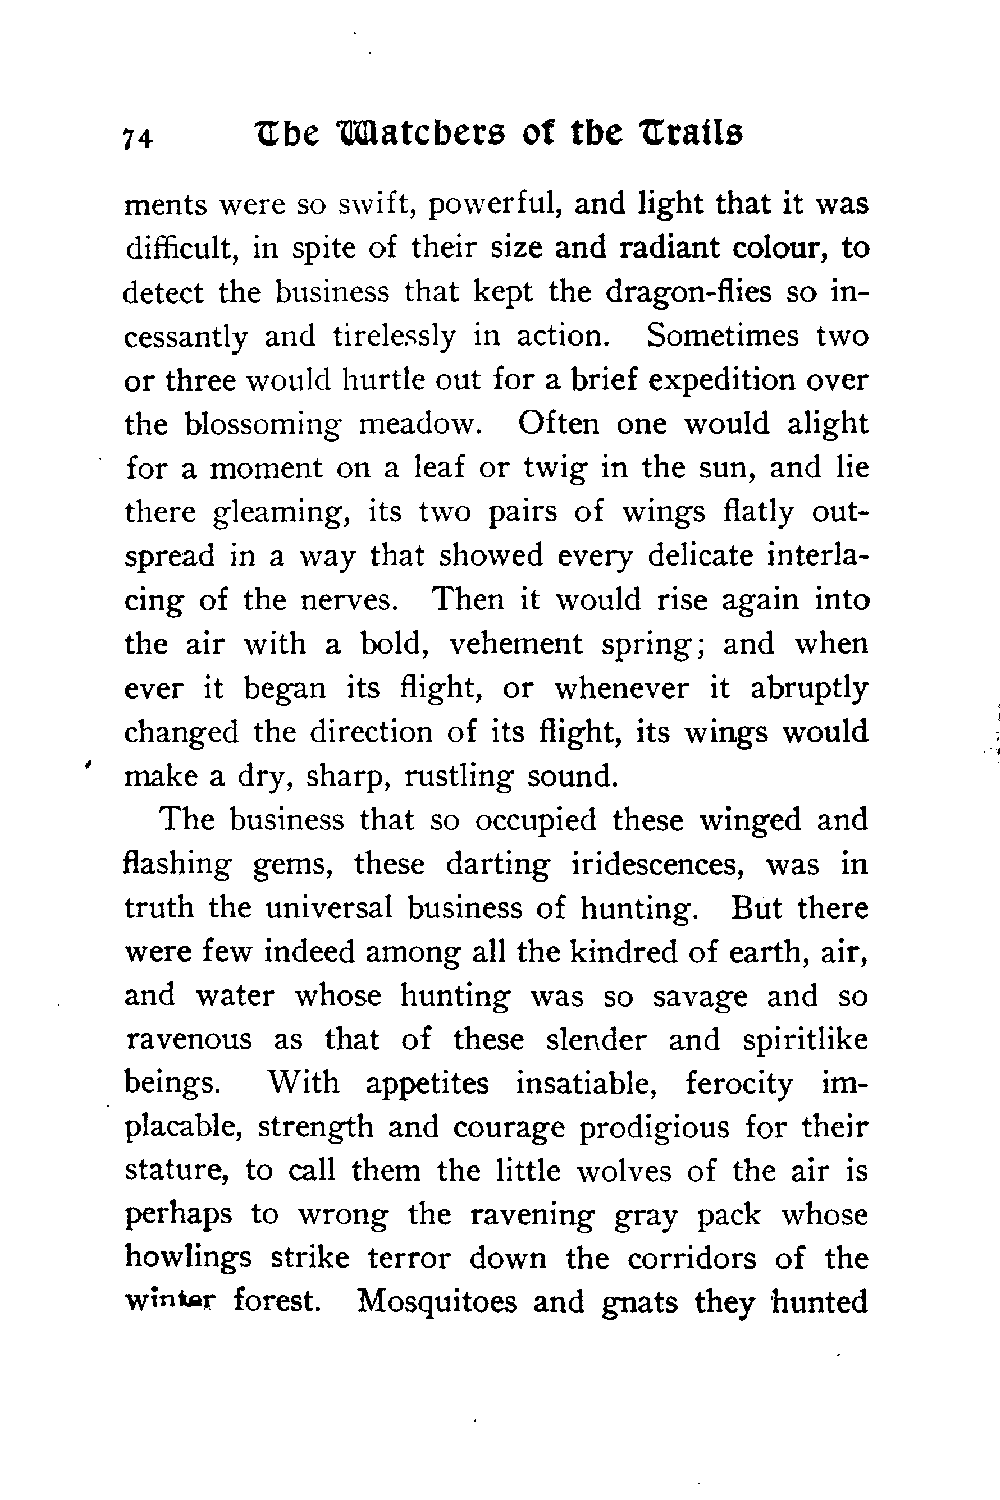 74 The Watchers of the Trails
ments were so swift, powerful, and light that it was
difficult, in spite of their size and radiant colour, to
detect the business that kept the dragon-flies so in-
cessantly and tirelessly in action. Sometimes two
or three would hurtle out for a brief expedition over
the blossoming meadow. Often one would alight
for a moment on a leaf or twig in the sun, and lie
there gleaming, its two pairs of wings flatly out-
spread in a way that showed every delicate interla-
cing of the nerves. Then it would rise again into
the air with a bold, vehement spring; and when
ever it began its flight, or whenever it abruptly
changed the direction of its flight, its wings would
make a dry, sharp, rustling sound.
The business that so occupied these winged and
flashing gems, these darting iridescences, was in
truth the universal business of hunting. But there
were few indeed among all the kindred of earth, air,
and water whose hunting was so savage and so
ravenous as that of these slender and spiritlike
beings. With appetites insatiable, ferocity im-
placable, strength and courage prodigious for their
stature, to call them the little wolves of the air is
perhaps to wrong the ravening gray pack whose
howlings strike terror down the corridors of the
winter forest. Mosquitoes and gnats they hunted